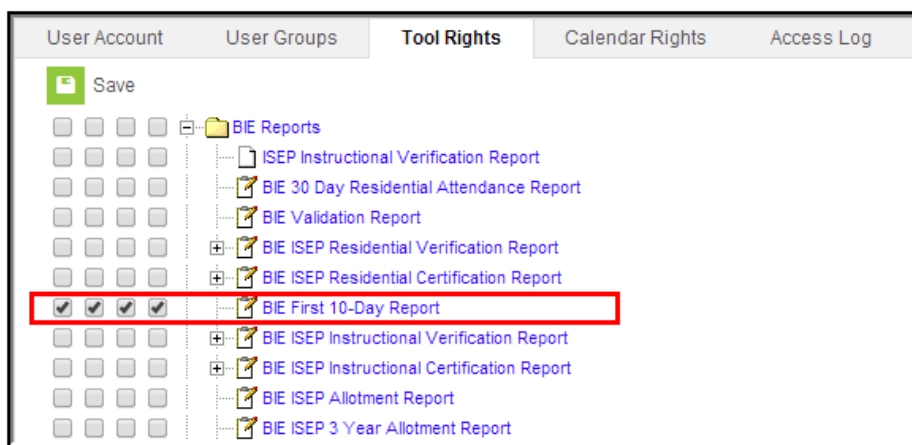 User Account User Groups Tool Rights Calendar Rights Access Log
Save
BIE Reports
ISEP Instructional Verification Report
BIE 30 Day Residential Attendance Report
BIE Validation Report
BIE ISEP Residential Verification Report
BIE ISEP Residential Certification Report
BIE First 10-Day Report
BIE ISEP Instructional Verification Report
BIE ISEP Instructional Certification Report
BIE ISEP Allotment Report
BIE ISEP 3 Year Allotment Report